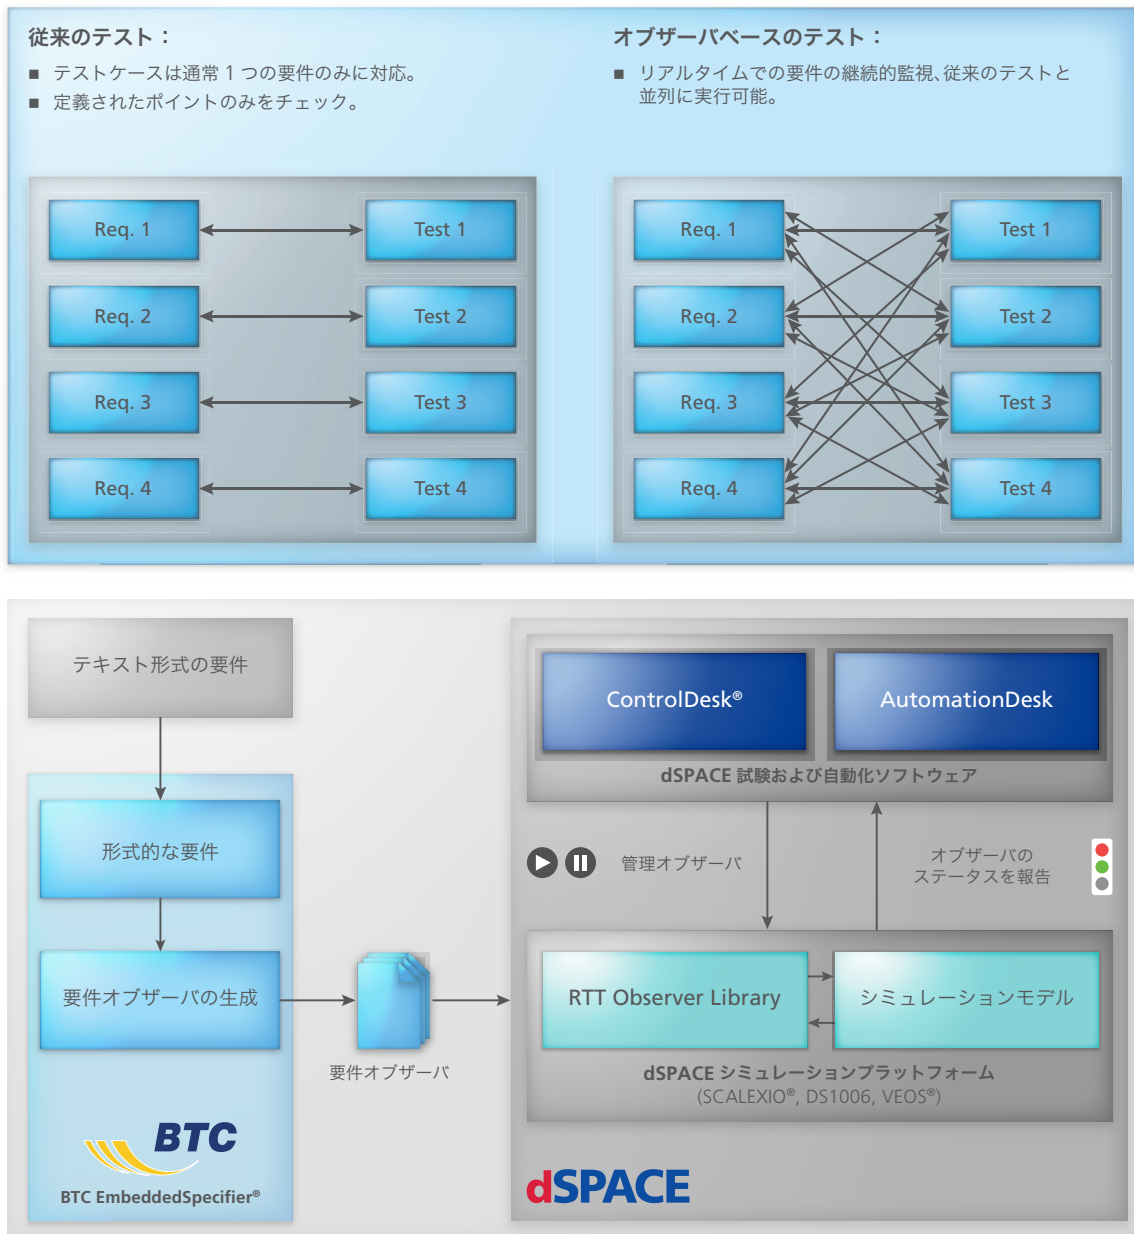 従来のテスト：
■ テストケースは通常 1 つの要件のみに対応。
■ 定義されたポイントのみをチェック。
オブザーバベースのテスト：
■ リアルタイムでの要件の継続的監視、従来のテストと
並列に実行可能。
Req. 1
Test 1
Req. 2
Test 2
Req. 3
Test 3
Req. 4
Test 4
Req. 1
Test 1
Req. 2
Test 2
Req. 3
Test 3
Req. 4
Test 4
テキスト形式の要件
形式的な要件
要件オブザーバの生成
BTC
BTC EmbeddedSpecifier®
要件オブザーバ
ControlDesk®
AutomationDesk
dSPACE 試験および自動化ソフトウェア
管理オブザーバ
オブザーバの
ステータスを報告
RTT Observer Library
シミュレーションモデル
dSPACE シミュレーションプラットフォーム
(SCALEXIO®, DS1006, VEOS®)
dSPACE